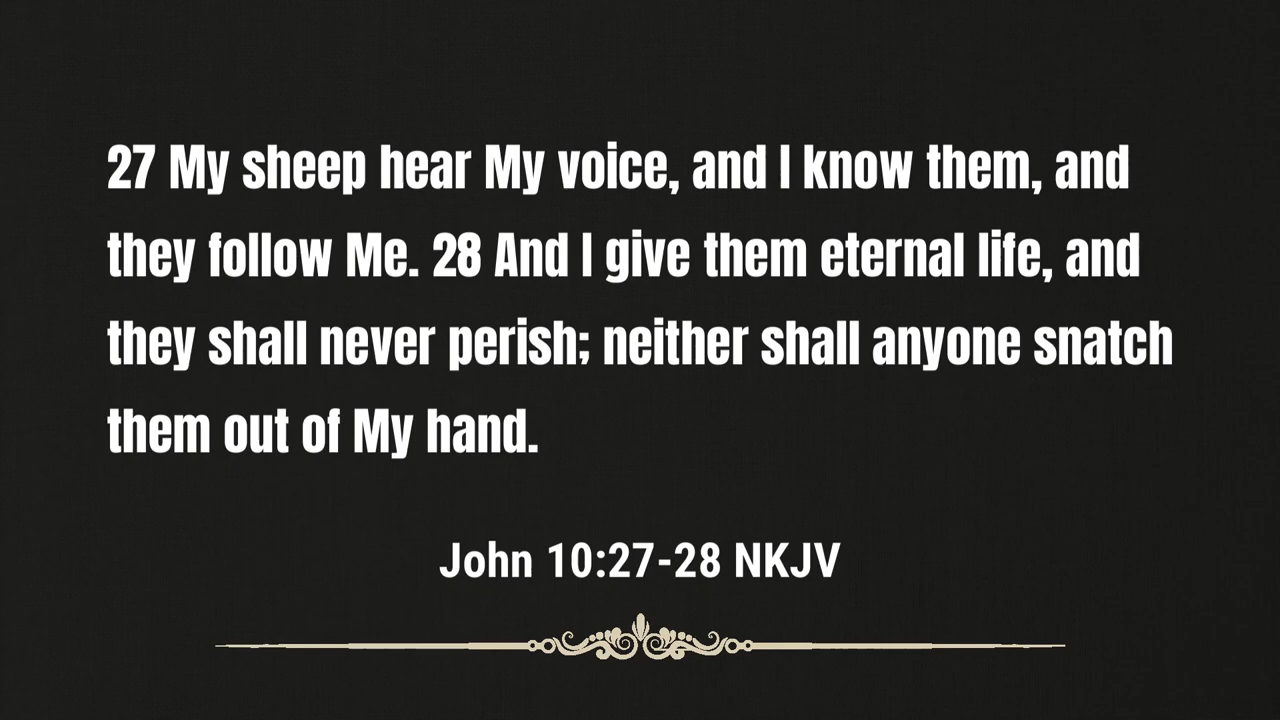 27 My sheep hear My voice, and I know them, and
they follow Me. 28 And I give them eternal life, and
they shall never perish; neither shall anyone snatch
them out of My hand.
John 10:27-28 NKJV